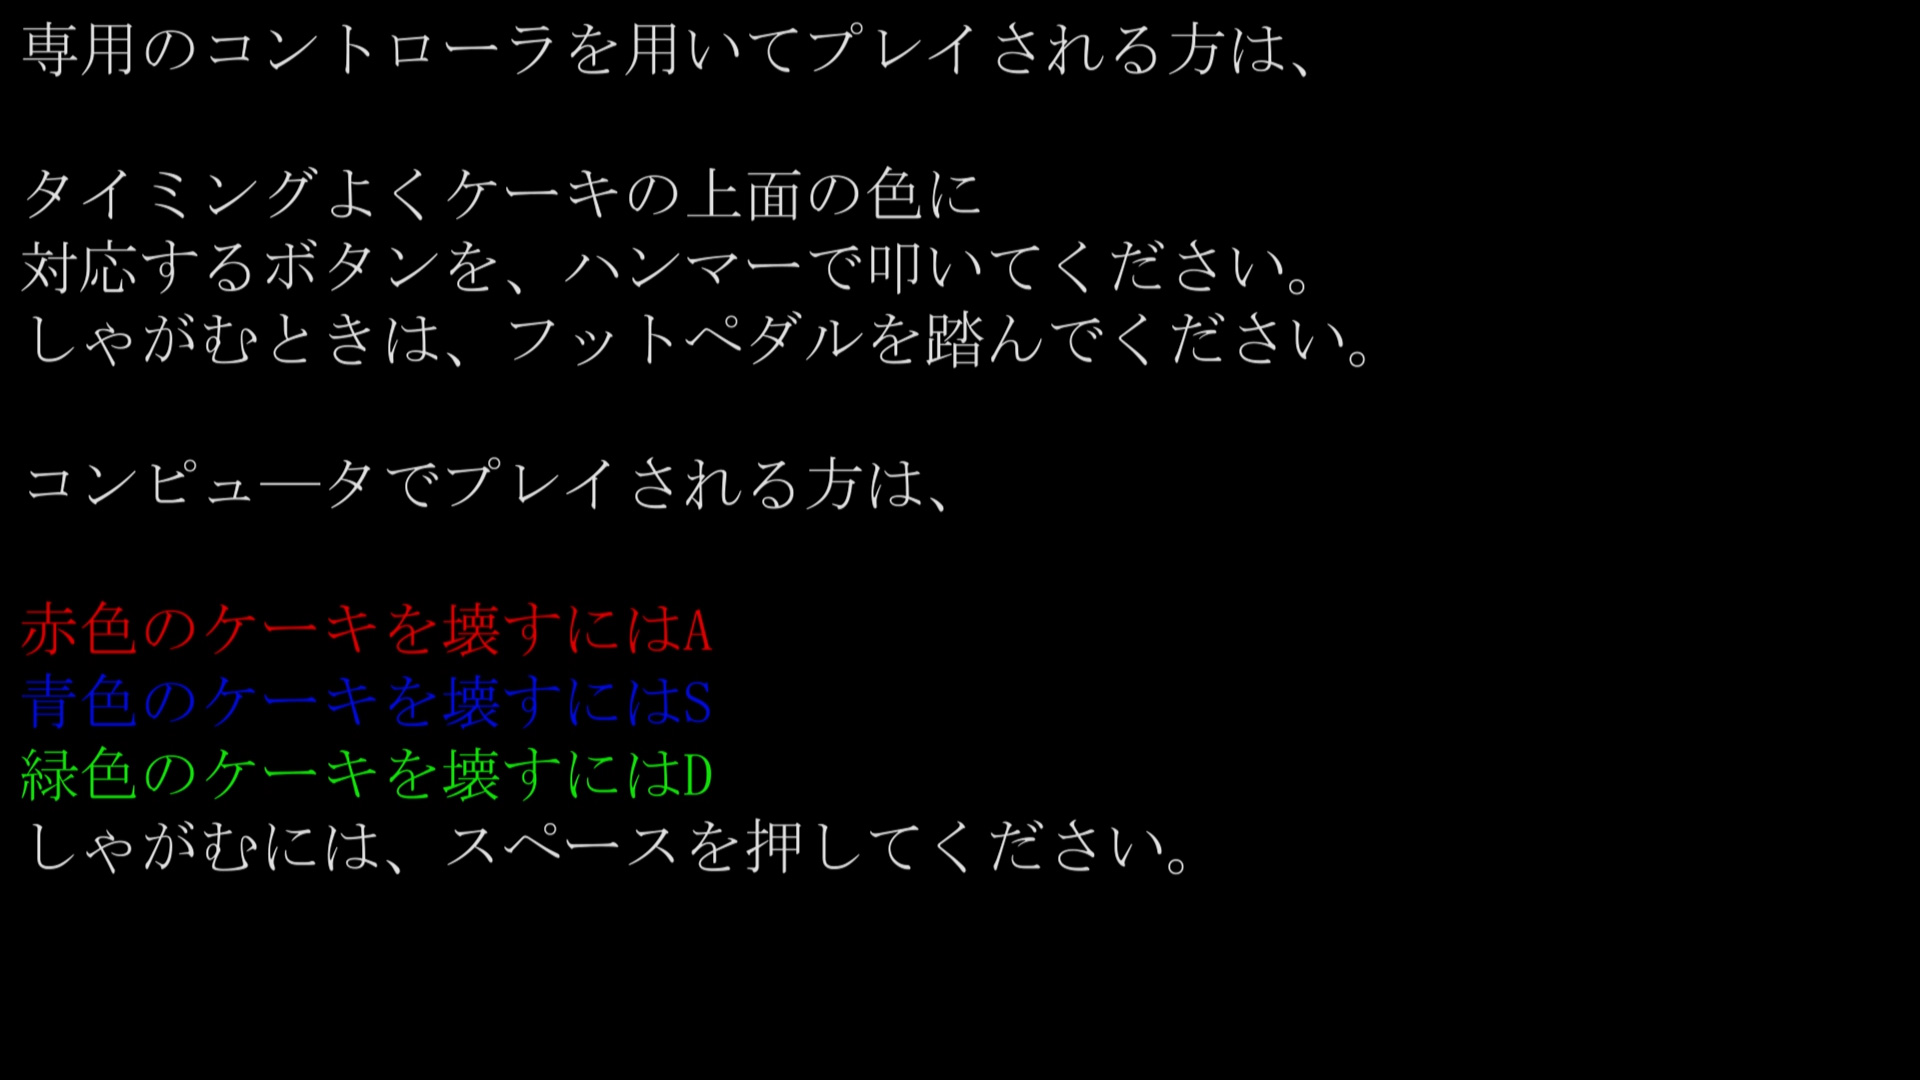 専用のコントローラを用いてプレイされる方は、
タイミングよくケーキの上面の色に
対応するボタンを、ハンマーで叩いてください。
しゃがむときは、フットペダルを踏んでください。
コンピュ―タでプレイされる方は、
赤色のケーキを壊すにはA
青色のケーキを壊すにはS
緑色のケーキを壊すにはD
しゃがむには、スペースを押してください。